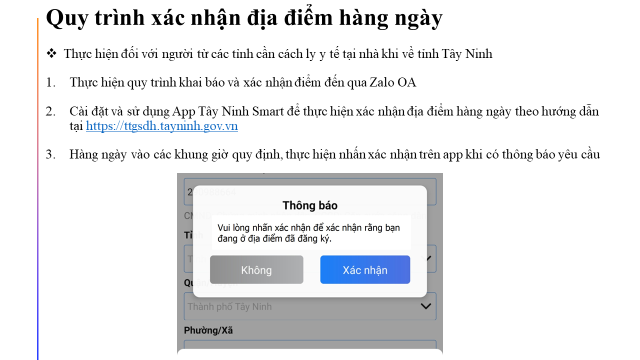 Quy trình xác nhận địa điểm hàng ngày
❖ Thực hiện đối với người từ các tỉnh cần cách ly y tế tại nhà khi về tỉnh Tây Ninh
1. Thực hiện quy trình khai báo và xác nhận điểm đến qua Zalo OA
2. Cài đặt và sử dụng App Tây Ninh Smart để thực hiện xác nhận địa điểm hàng ngày theo hướng dẫn
tại https://ttgsdh.tayninh.gov.vn
3. Hàng ngày vào các khung giờ quy định, thực hiện nhấn xác nhận trên app khi có thông báo yêu cầu
Thông báo
Vui lòng nhấn xác nhận để xác nhận rằng bạn
đang ở địa điểm đã đăng ký.
Không Xác nhận
Thành phố Tây Ninh
Phường/Xã